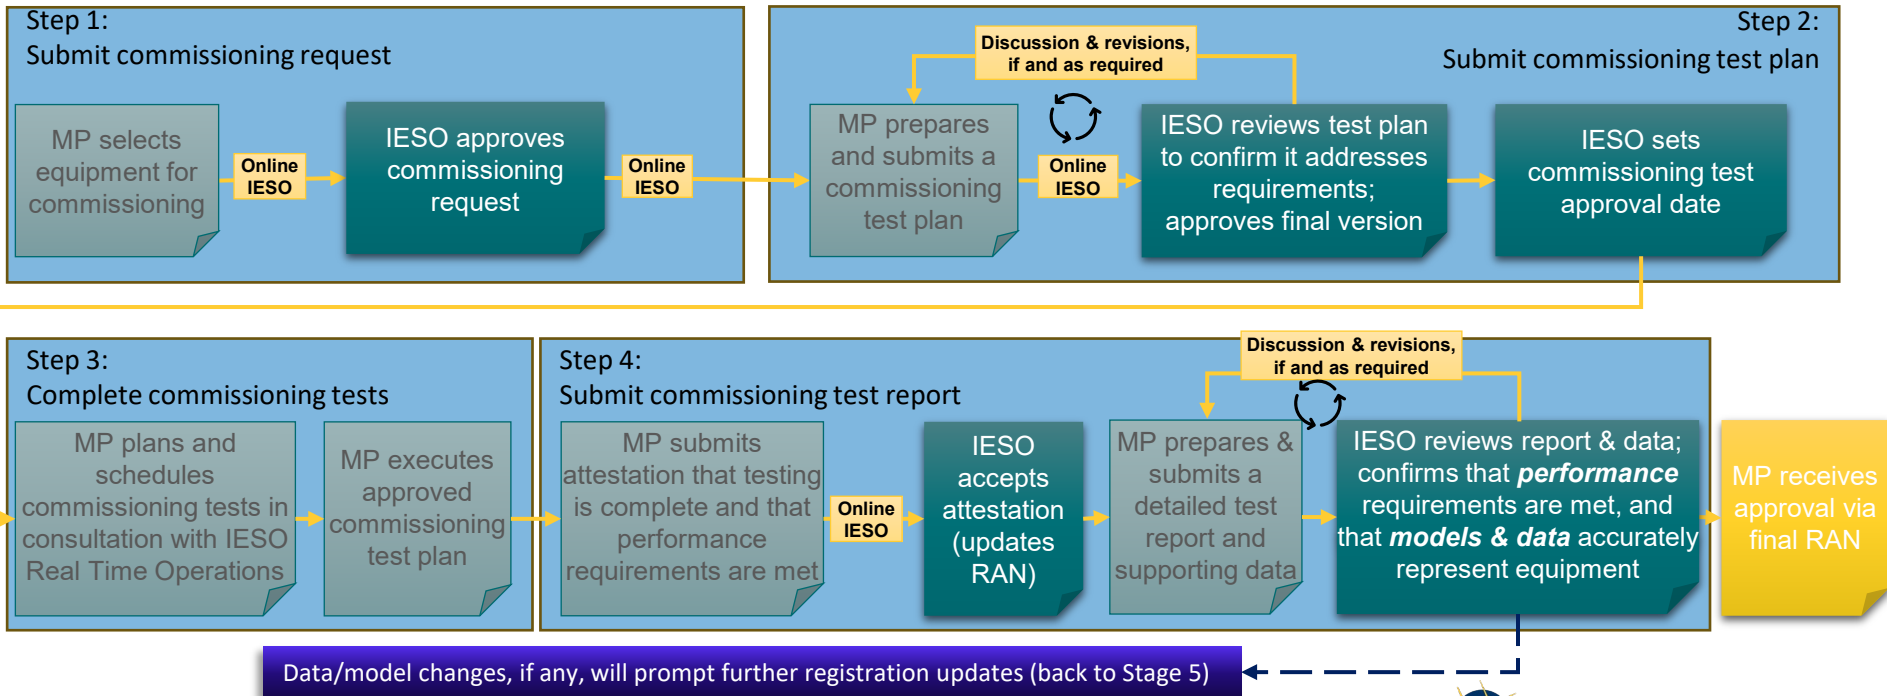 Step 1:
Submit commissioning request
MP selects
equipment for
commissioning
Online
IESO
IESO approves
commissioning
request
Online
IESO
Step 2:
Submit commissioning test plan
Discussion & revisions,
if and as required
MP prepares
and submits a
commissioning
test plan
Online
IESO
IESO reviews test plan
to confirm it addresses
requirements;
approves final version
IESO sets
commissioning test
approval date
Step 3:
Complete commissioning tests
MP plans and
schedules
commissioning tests in
consultation with IESO
Real Time Operations
MP executes
approved
commissioning
test plan
Step 4:
Submit commissioning test report
MP submits
attestation that testing
is complete and that
performance
requirements are met
Online
IESO
IESO
accepts
attestation
(updates
RAN)
Discussion & revisions,
if and as required
MP prepares &
submits a
detailed test
report and
supporting data
IESO reviews report & data;
confirms that performance
requirements are met, and
that models & data accurately
represent equipment
MP receives
approval via
final RAN
Data/model changes, if any, will prompt further registration updates (back to Stage 5)